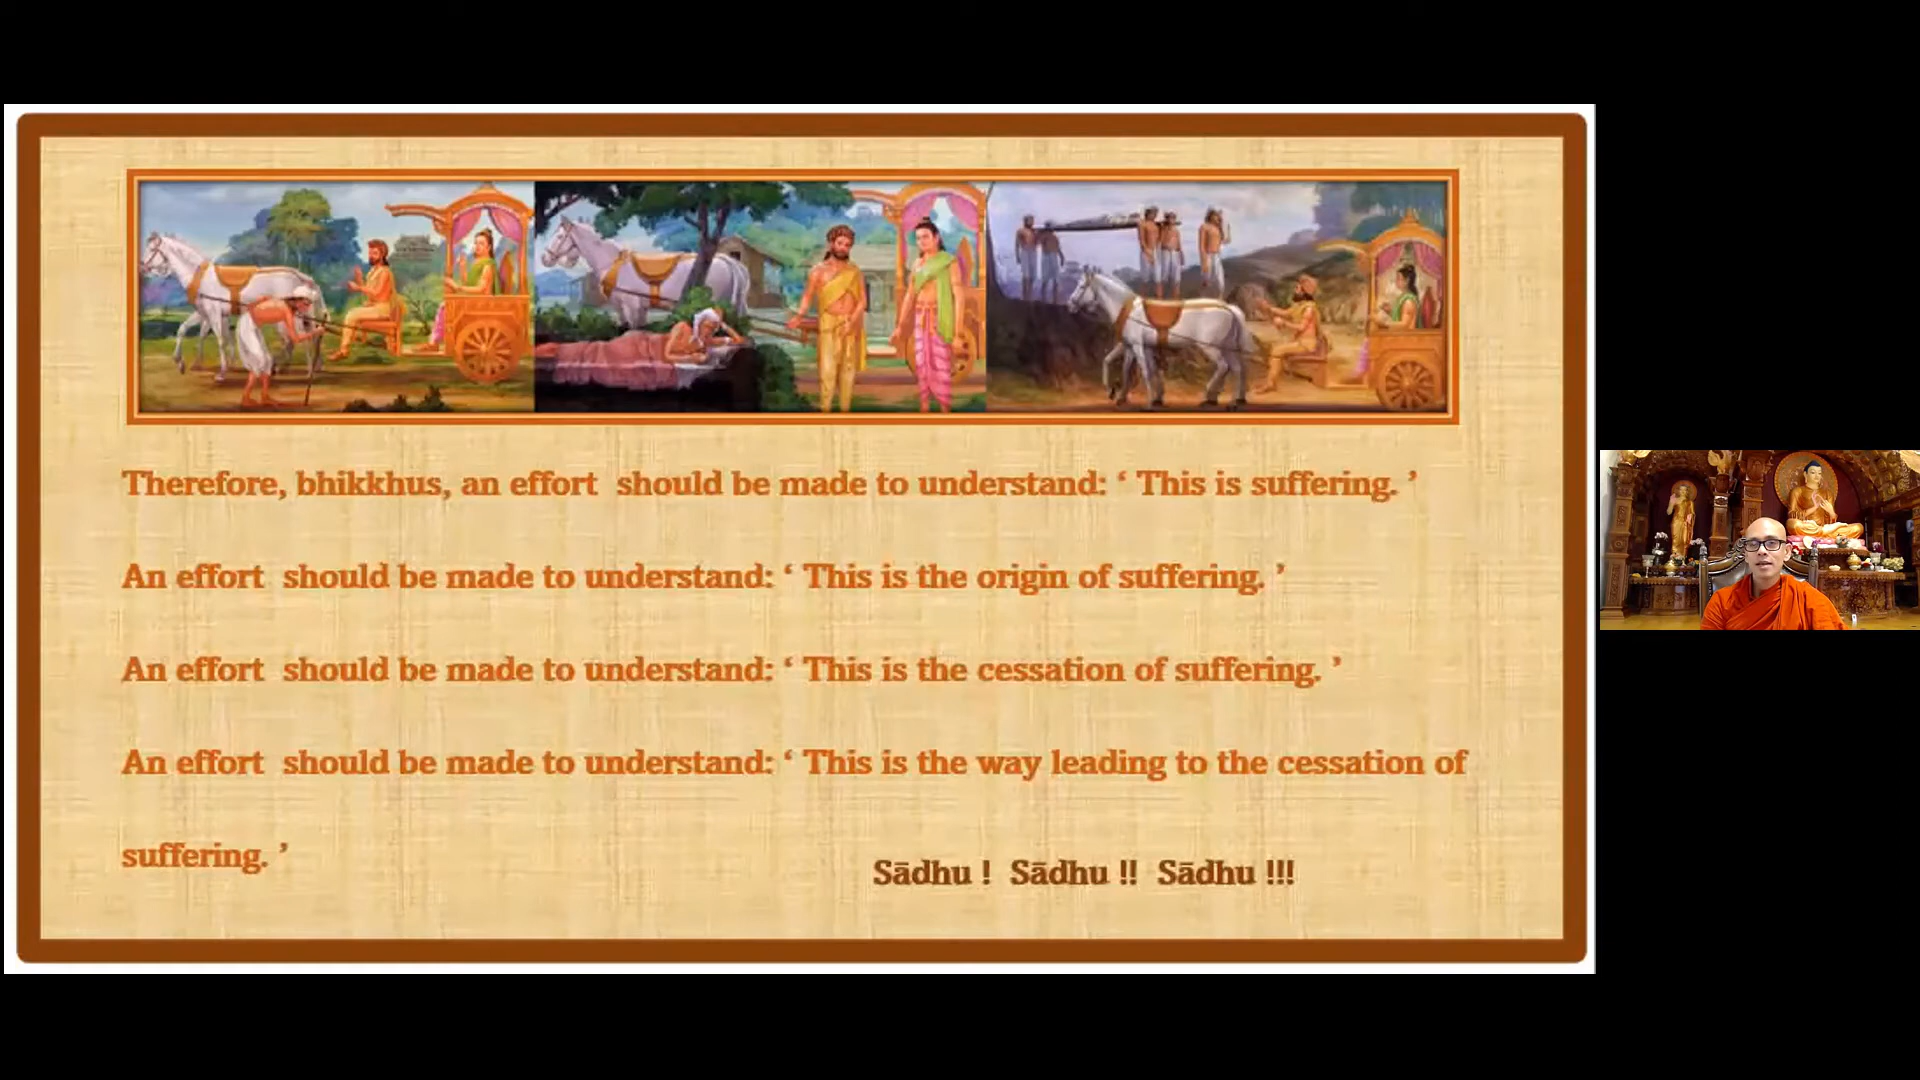 Therefore, bhikkhus, an effort  should be made to understand: ‘ This is suffering. ’
An effort  should be made to understand: ‘ This is the origin of suffering. ’
An effort  should be made to understand: ‘ This is the cessation of suffering. ’
An effort  should be made to understand: ‘ This is the way leading to the cessation of
suffering. ’
Sādhu !  Sādhu !!  Sādhu !!!